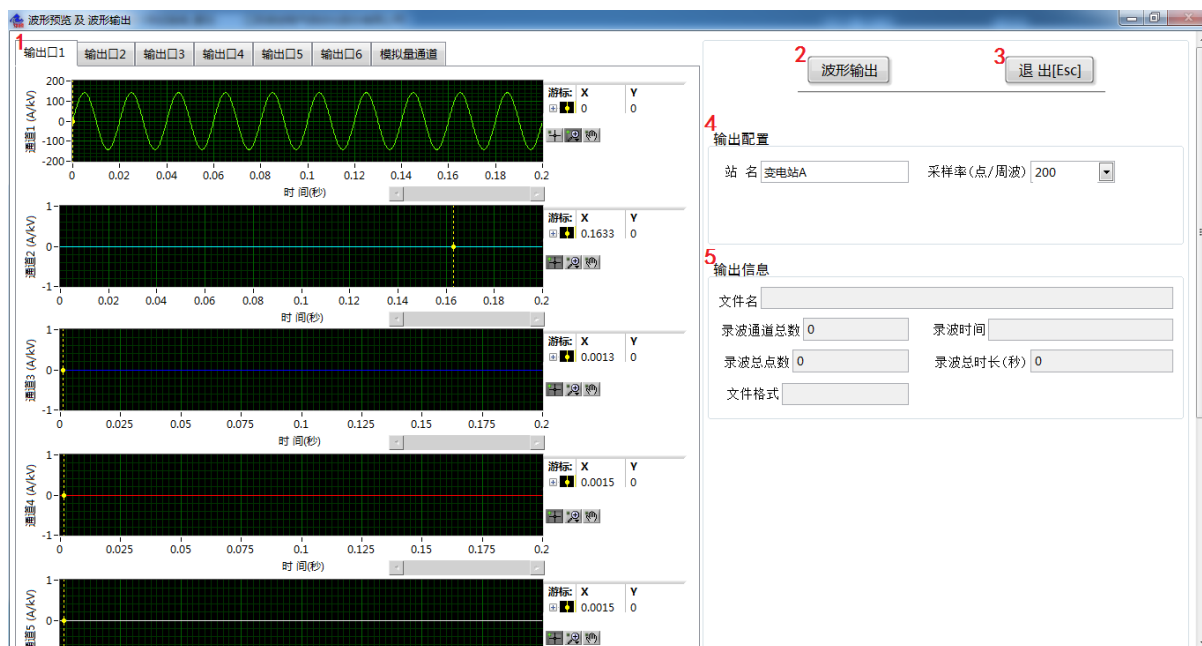 波形预览 及 波形输出
1
输出口1 输出口2 输出口3 输出口4 输出口5 输出口6 模拟量通道
通道1 (A/kV)
200
100
0
-100
-200
0 0.02 0.04 0.06 0.08 0.1 0.12 0.14 0.16 0.18 0.2
时间(秒)
游标: X Y
0 0
通道2 (A/kV)
1
0
-1
0 0.02 0.04 0.06 0.08 0.1 0.12 0.14 0.16 0.18 0.2
时间(秒)
游标: X Y
0.1633 0
通道3 (A/kV)
1
0
-1
0 0.025 0.05 0.075 0.1 0.125 0.15 0.175 0.2
时间(秒)
游标: X Y
0.0013 0
通道4 (A/kV)
1
0
-1
0 0.025 0.05 0.075 0.1 0.125 0.15 0.175 0.2
时间(秒)
游标: X Y
0.0015 0
通道5 (A/kV)
1
0
游标: X Y
0.0015 0
2
波形输出
3
退 出[Esc]
4
输出配置
站 名 变电站A 采样率(点/周波) 200
5
输出信息
文件名
录波通道总数 0 录波时间
录波总点数 0 录波总时长(秒) 0
文件格式